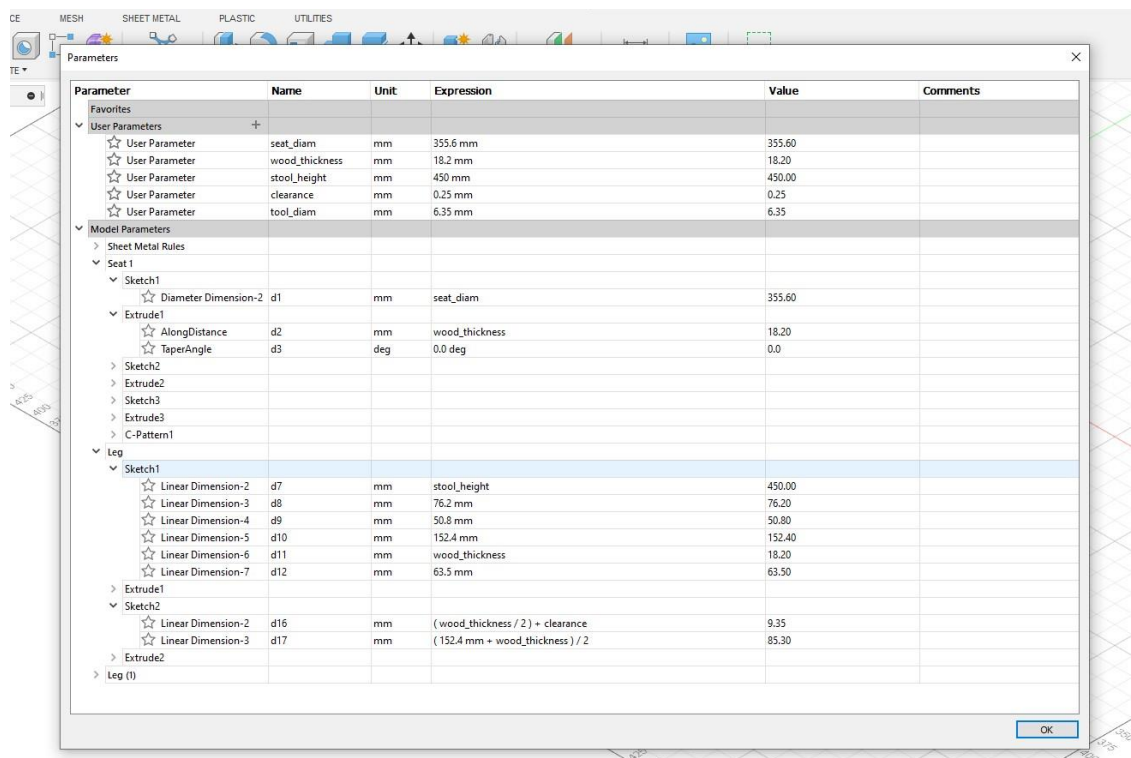 CE MESH SHEET METAL PLASTIC UTILITIES
TE
Parameters
Parameter Name Unit Expression Value Comments
Favorites
User Parameters +
User Parameter seat_diam mm 355.6 mm 355.60
User Parameter wood_thickness mm 18.2 mm 18.20
User Parameter stool_height mm 450 mm 450.00
User Parameter clearance mm 0.25 mm 0.25
User Parameter tool_diam mm 6.35 mm 6.35
Model Parameters
Sheet Metal Rules
Seat 1
Sketch1
Diameter Dimension-2 d1 mm seat_diam 355.60
Extrude1
AlongDistance d2 mm wood_thickness 18.20
TaperAngle d3 deg 0.0 deg 0.0
Sketch2
Extrude2
Sketch3
Extrude3
C-Pattern1
Leg
Sketch1
Linear Dimension-2 d7 mm stool_height 450.00
Linear Dimension-3 d8 mm 76.2 mm 76.20
Linear Dimension-4 d9 mm 50.8 mm 50.80
Linear Dimension-5 d10 mm 152.4 mm 152.40
Linear Dimension-6 d11 mm wood_thickness 18.20
Linear Dimension-7 d12 mm 63.5 mm 63.50
Extrude1
Sketch2
Linear Dimension-2 d16 mm ( wood_thickness / 2 ) + clearance 9.35
Linear Dimension-3 d17 mm ( 152.4 mm + wood_thickness ) / 2 85.30
Extrude2
Leg (1)
OK
425
400
425
375
350